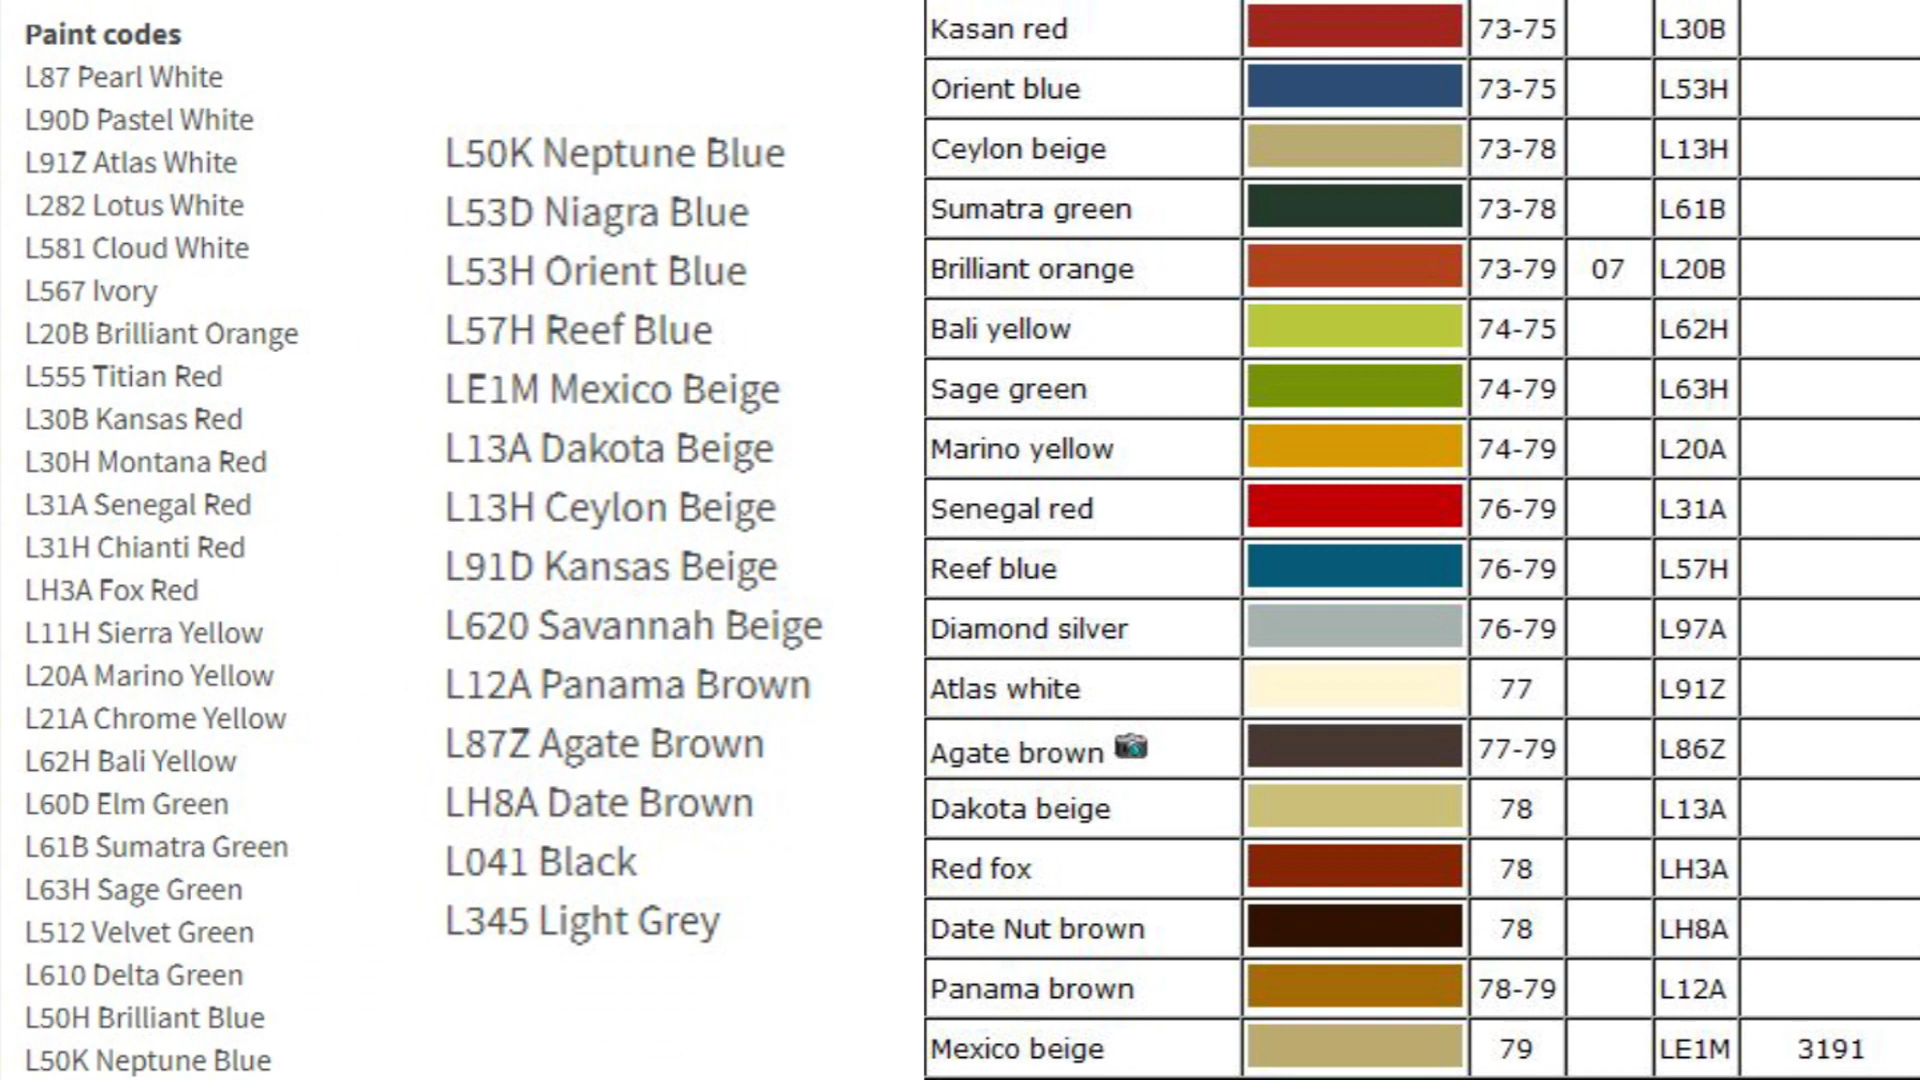 Paint codes
L87 Pearl White
L90D Pastel White
L91Z Atlas White
L282 Lotus White
L581 Cloud White
L567 Ivory
L20B Brilliant Orange
L555 Titian Red
L30B Kansas Red
L30H Montana Red
L31A Senegal Red
L31H Chianti Red
LH3A Fox Red
L11H Sierra Yellow
L20A Marino Yellow
L21A Chrome Yellow
L62H Bali Yellow
L60D Elm Green
L61B Sumatra Green
L63H Sage Green
L512 Velvet Green
L610 Delta Green
L50H Brilliant Blue
L50K Neptune Blue
L50K Neptune Blue
L53D Niagra Blue
L53H Orient Blue
L57H Reef Blue
LE1M Mexico Beige
L13A Dakota Beige
L13H Ceylon Beige
L91D Kansas Beige
L620 Savannah Beige
L12A Panama Brown
L87Z Agate Brown
LH8A Date Brown
L041 Black
L345 Light Grey
Kasan red 73-75 L30B
Orient blue 73-75 L53H
Ceylon beige 73-78 L13H
Sumatra green 73-78 L61B
Brilliant orange 73-79 07 L20B
Bali yellow 74-75 L62H
Sage green 74-79 L63H
Marino yellow 74-79 L20A
Senegal red 76-79 L31A
Reef blue 76-79 L57H
Diamond silver 76-79 L97A
Atlas white 77 L91Z
Agate brown 77-79 L86Z
Dakota beige 78 L13A
Red fox 78 LH3A
Date Nut brown 78 LH8A
Panama brown 78-79 L12A
Mexico beige 79 LE1M 3191